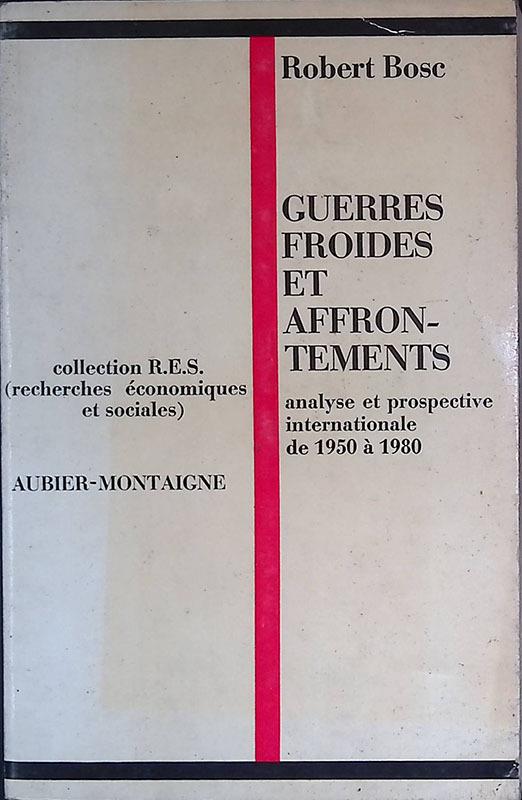 Robert Bosc
GUERRES
FROIDES
ET
AFFRON-
TEMENTS
analyse et prospective
internationale
de 1950 à 1980
collection R.E.S.
(recherches économiques
et sociales)
AUBIER-MONTAIGNE